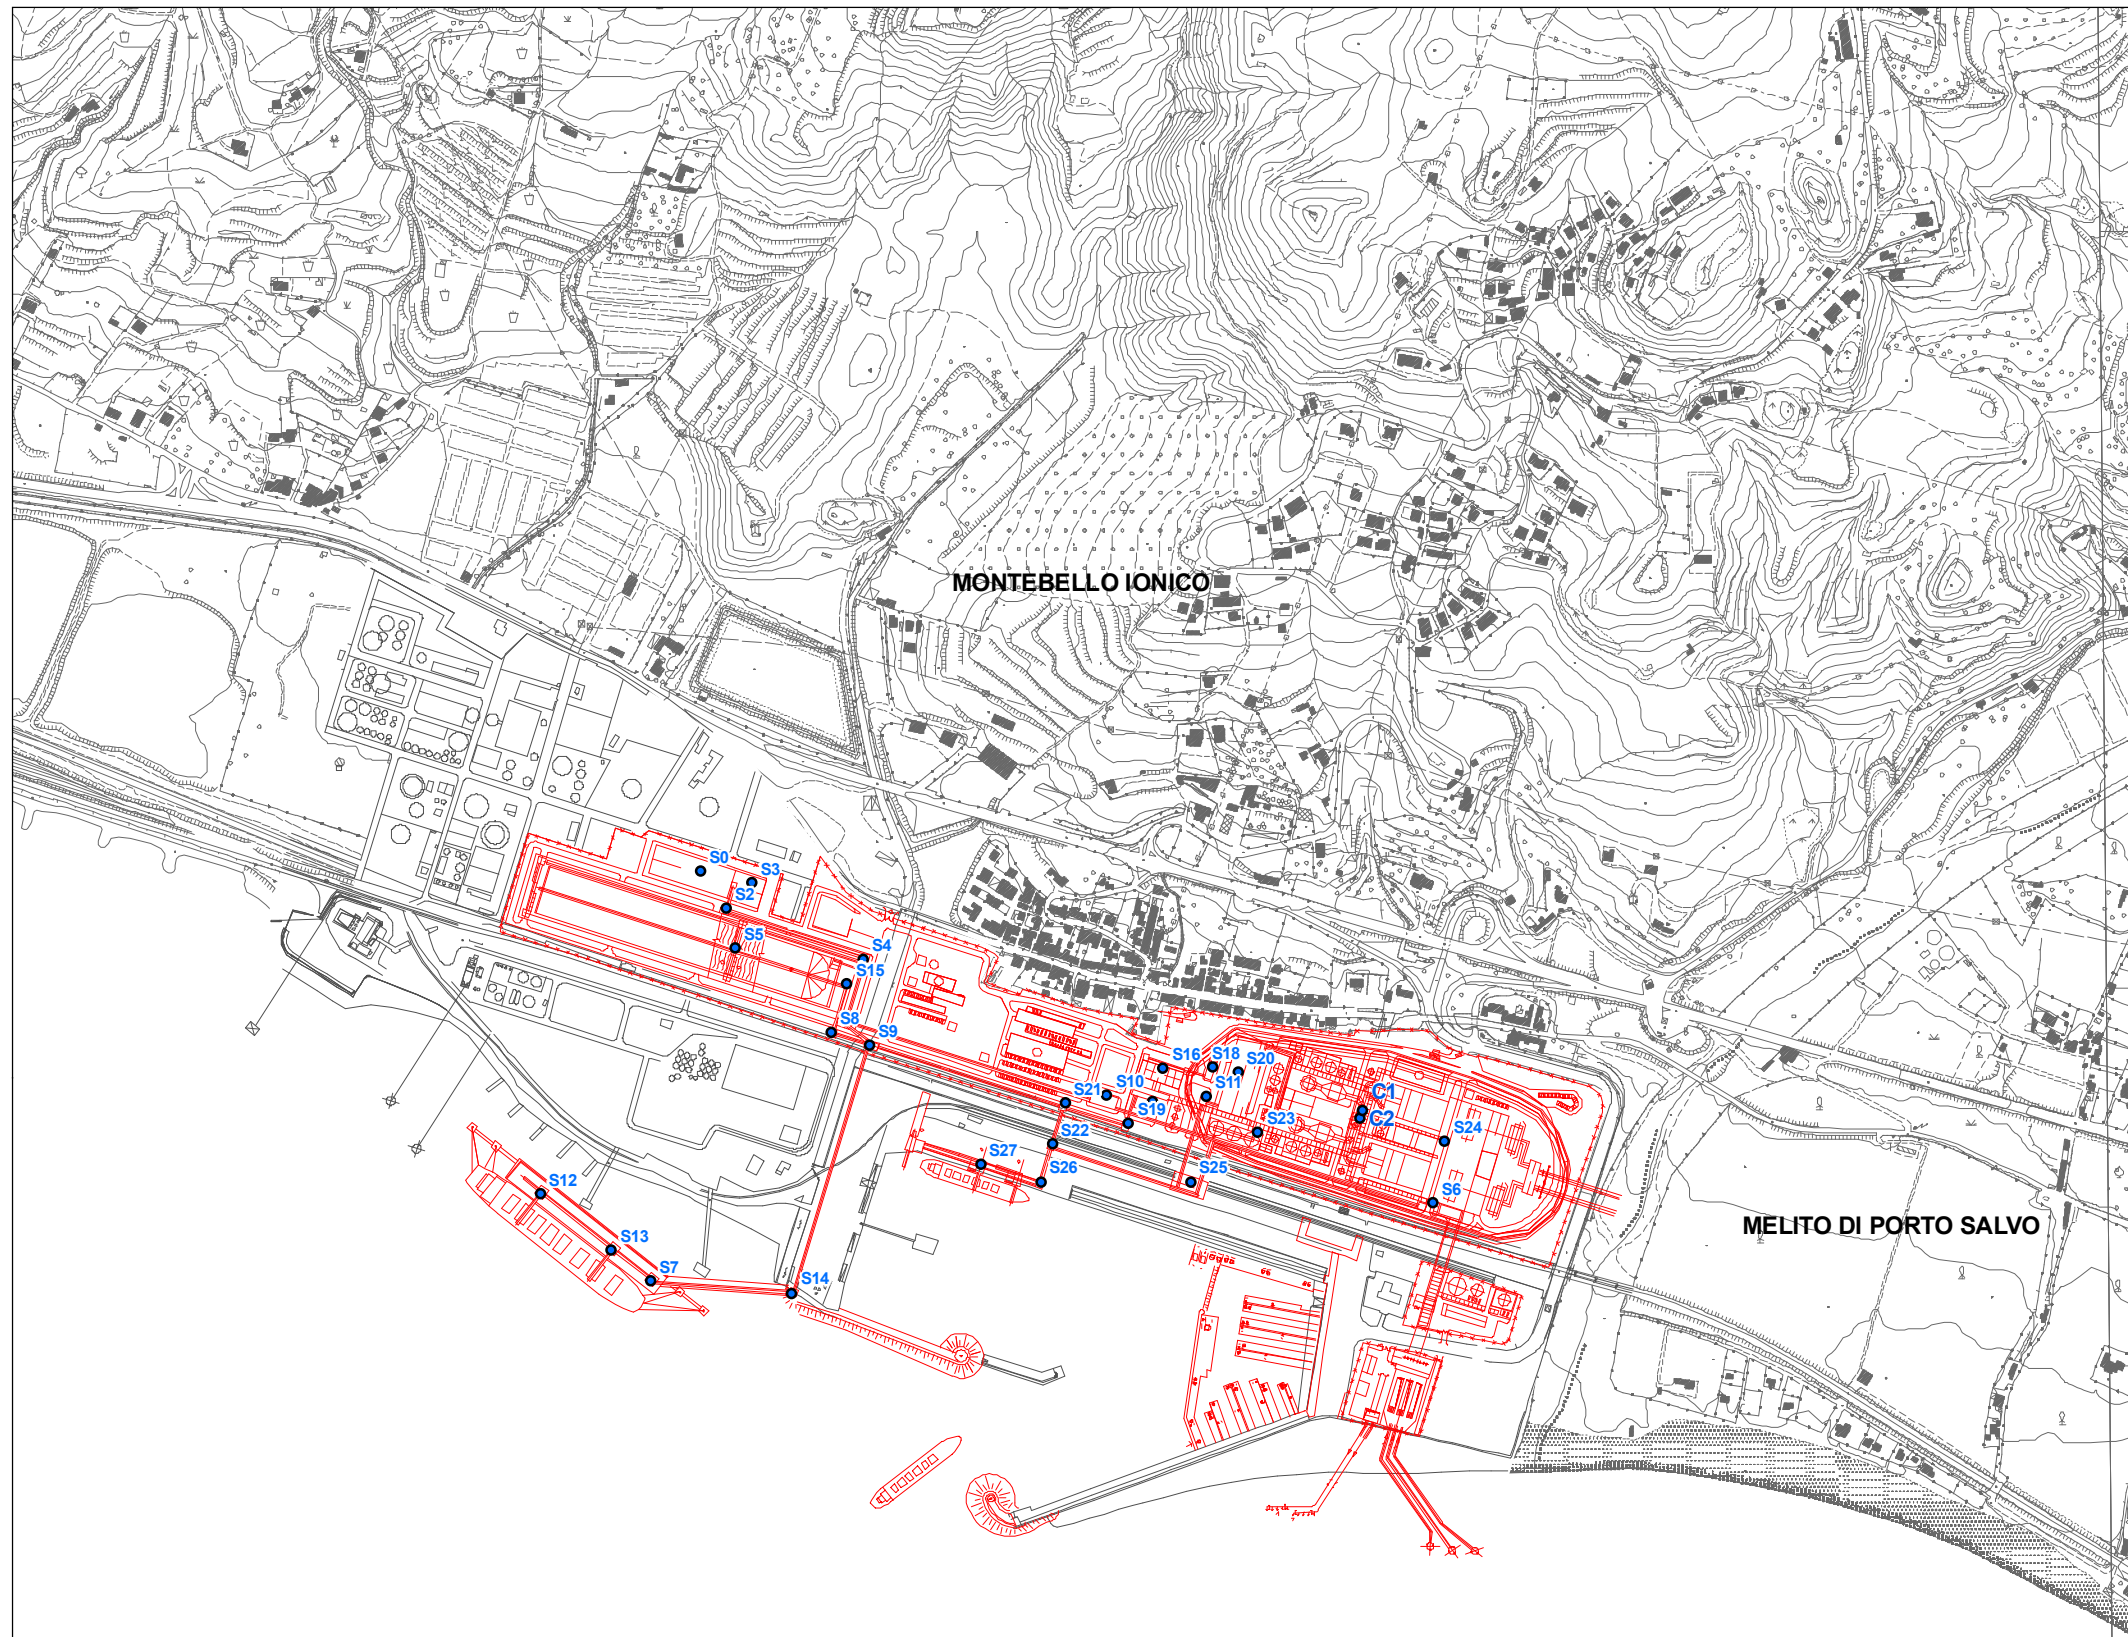 MONTEBELLO IONICO
S0
S3
S2
S5
S4
S15
S8
S9
S16
S18
S20
S21
S10
S11
S19
C1
C2
S22
S23
S24
S27
S26
S25
S12
S6
MELITO DI PORTO SALVO
S13
S7
S14